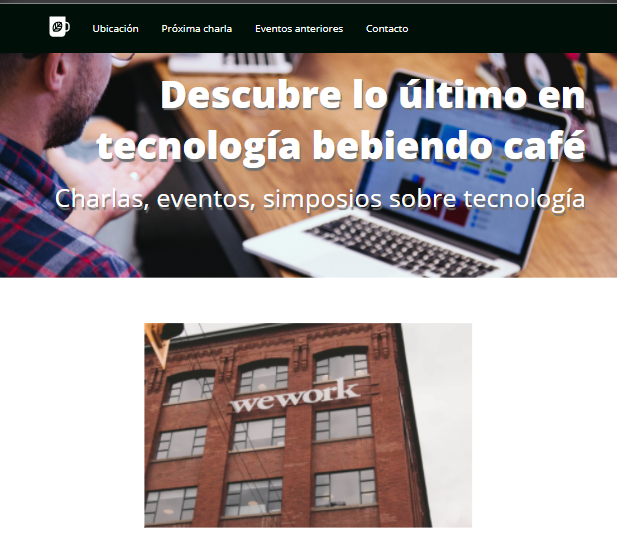 Ubicación Próxima charla Eventos anteriores Contacto
Descubre lo último en
tecnología bebiendo café
Charlas, eventos, simposios sobre tecnología
wework